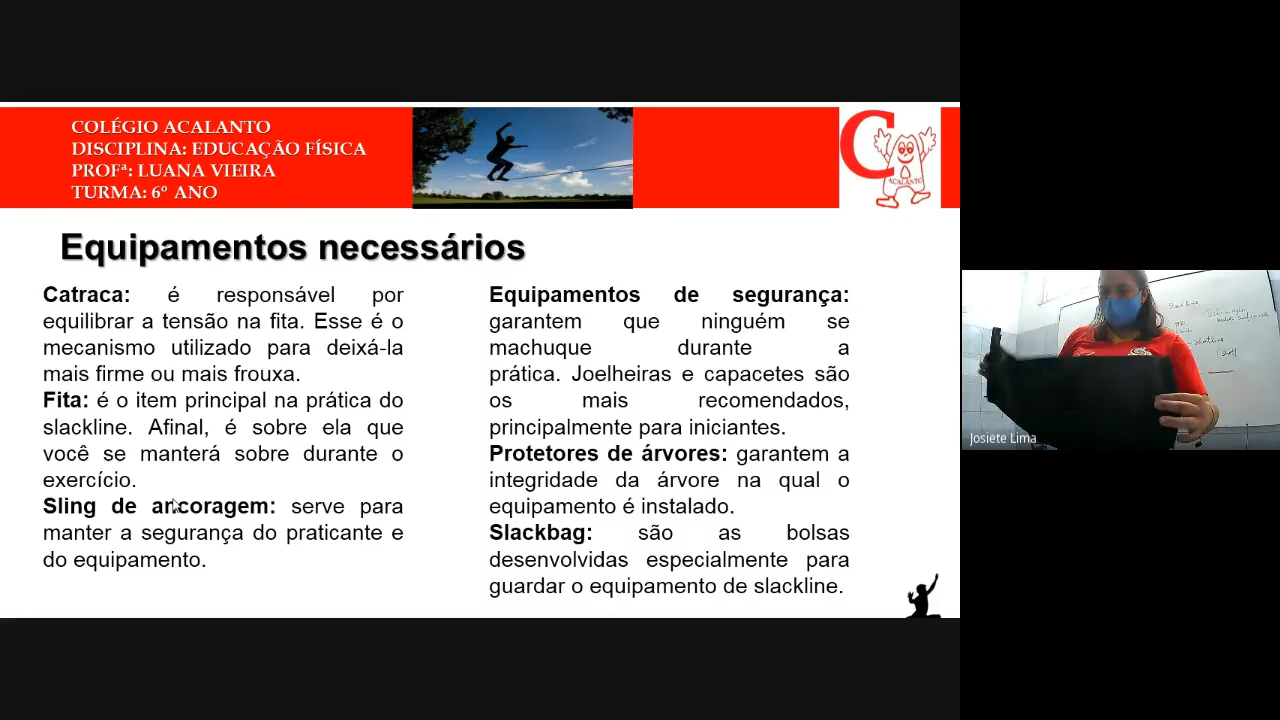 COLÉGIO ACALANTO
DISCIPLINA: EDUCAÇÃO FÍSICA
PROFª: LUANA VIEIRA
TURMA: 6º ANO
C
ACALANTO
Equipamentos necessários
Catraca: é responsável por
equilibrar a tensão na fita. Esse é o
mecanismo utilizado para deixá-la
mais firme ou mais frouxa.
Fita: é o item principal na prática do
slackline. Afinal, é sobre ela que
você se manterá sobre durante o
exercício.
Sling de ancoragem: serve para
manter a segurança do praticante e
do equipamento.
Equipamentos de segurança:
garantem que ninguém se
machuque durante a
prática. Joelheiras e capacetes são
os mais recomendados,
principalmente para iniciantes.
Protetores de árvores: garantem a
integridade da árvore na qual o
equipamento é instalado.
Slackbag: são as bolsas
desenvolvidas especialmente para
guardar o equipamento de slackline.
Josiete Lima